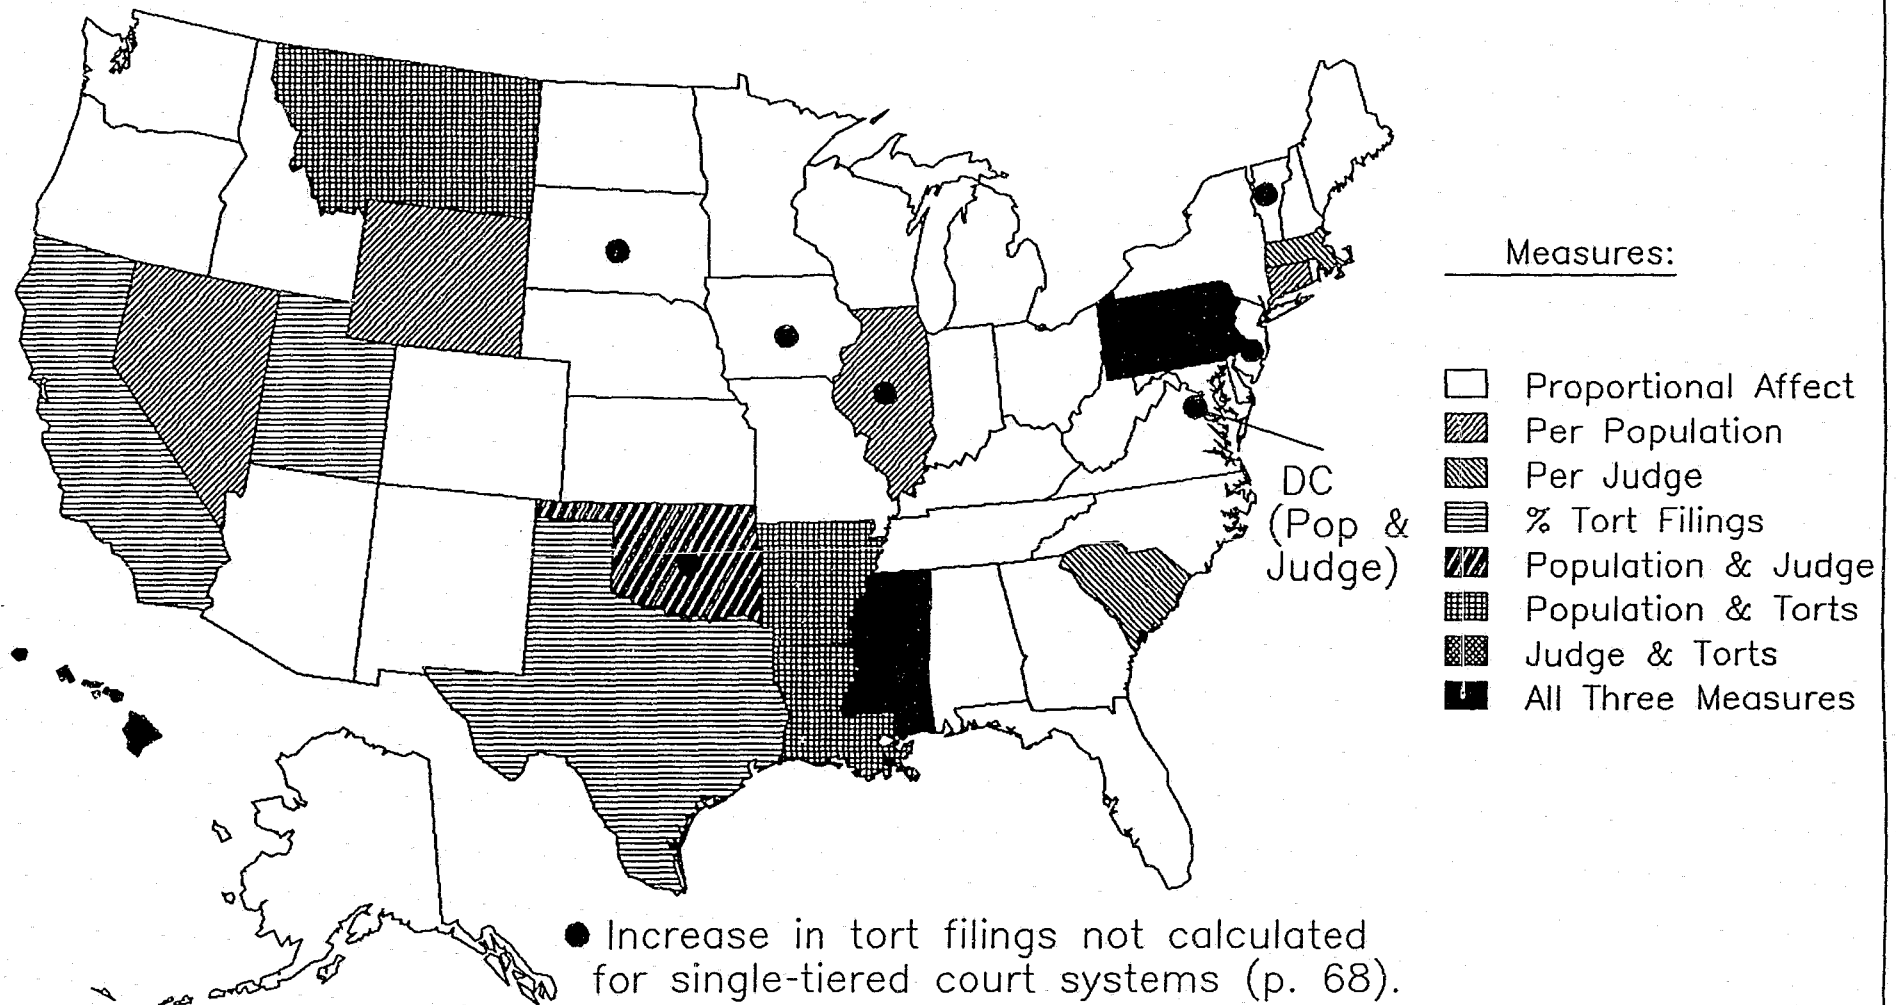 Measures:
Proportional Affect
Per Population
Per Judge
% Tort Filings
Population & Judge
Population & Torts
Judge & Torts
All Three Measures
DC
(Pop &
Judge)
Increase in tort filings not calculated
for single-tiered court systems (p. 68).